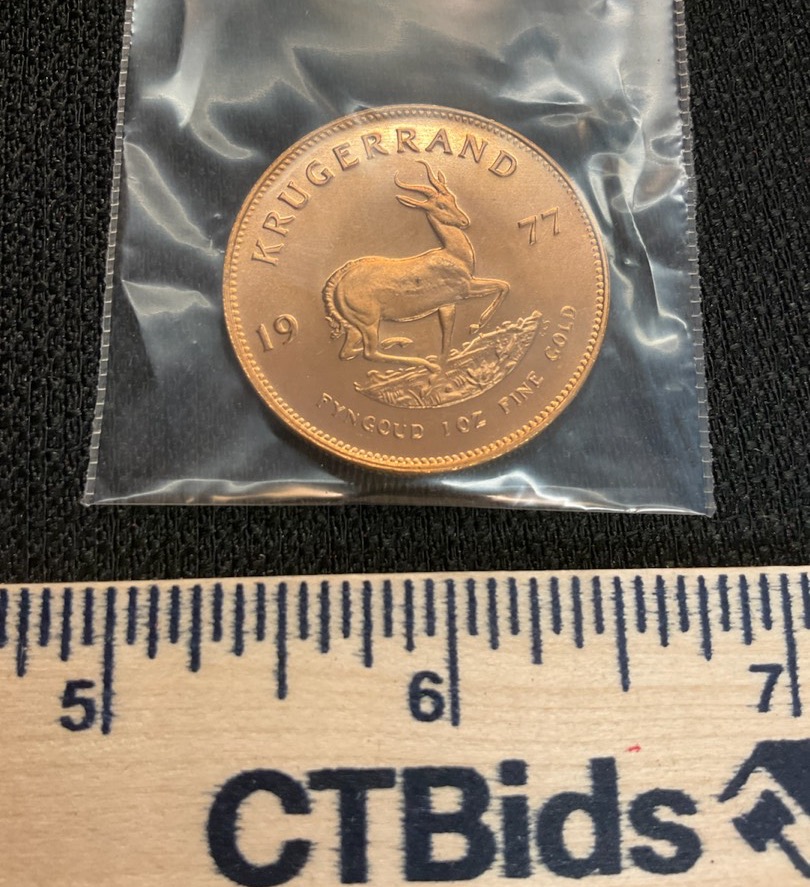 KRUGERRAND
19 77
FYNGOUD 1 OZ FINE GOLD
5 6 7
CTBids